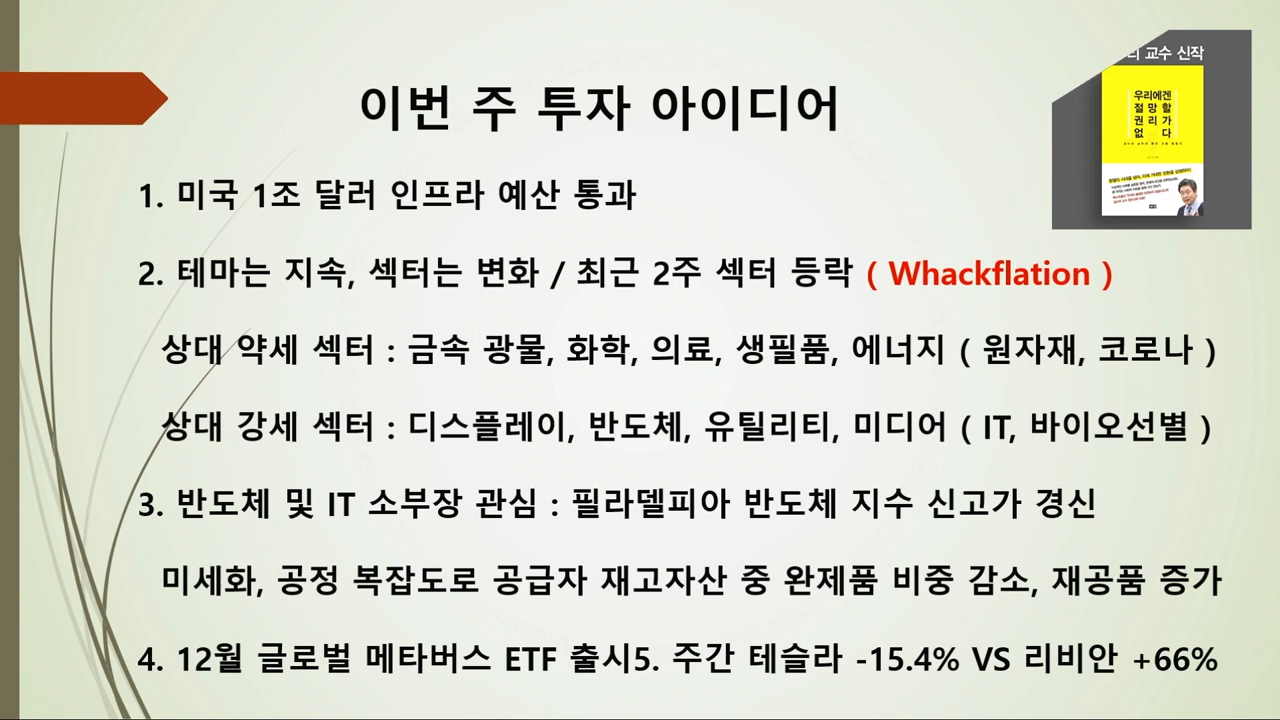 이번 주 투자 아이디어
교수 신작
우리에겐
절망할
권리가
없다
1. 미국 1조 달러 인프라 예산 통과
2. 테마는 지속, 섹터는 변화 / 최근 2주 섹터 등락 ( Whackflation )
상대 약세 섹터 : 금속 광물, 화학, 의료, 생필품, 에너지 ( 원자재, 코로나 )
상대 강세 섹터 : 디스플레이, 반도체, 유틸리티, 미디어 ( IT, 바이오선별 )
3. 반도체 및 IT 소부장 관심 : 필라델피아 반도체 지수 신고가 경신
미세화, 공정 복잡도로 공급자 재고자산 중 완제품 비중 감소, 재공품 증가
4. 12월 글로벌 메타버스 ETF 출시5. 주간 테슬라 -15.4% VS 리비안 +66%